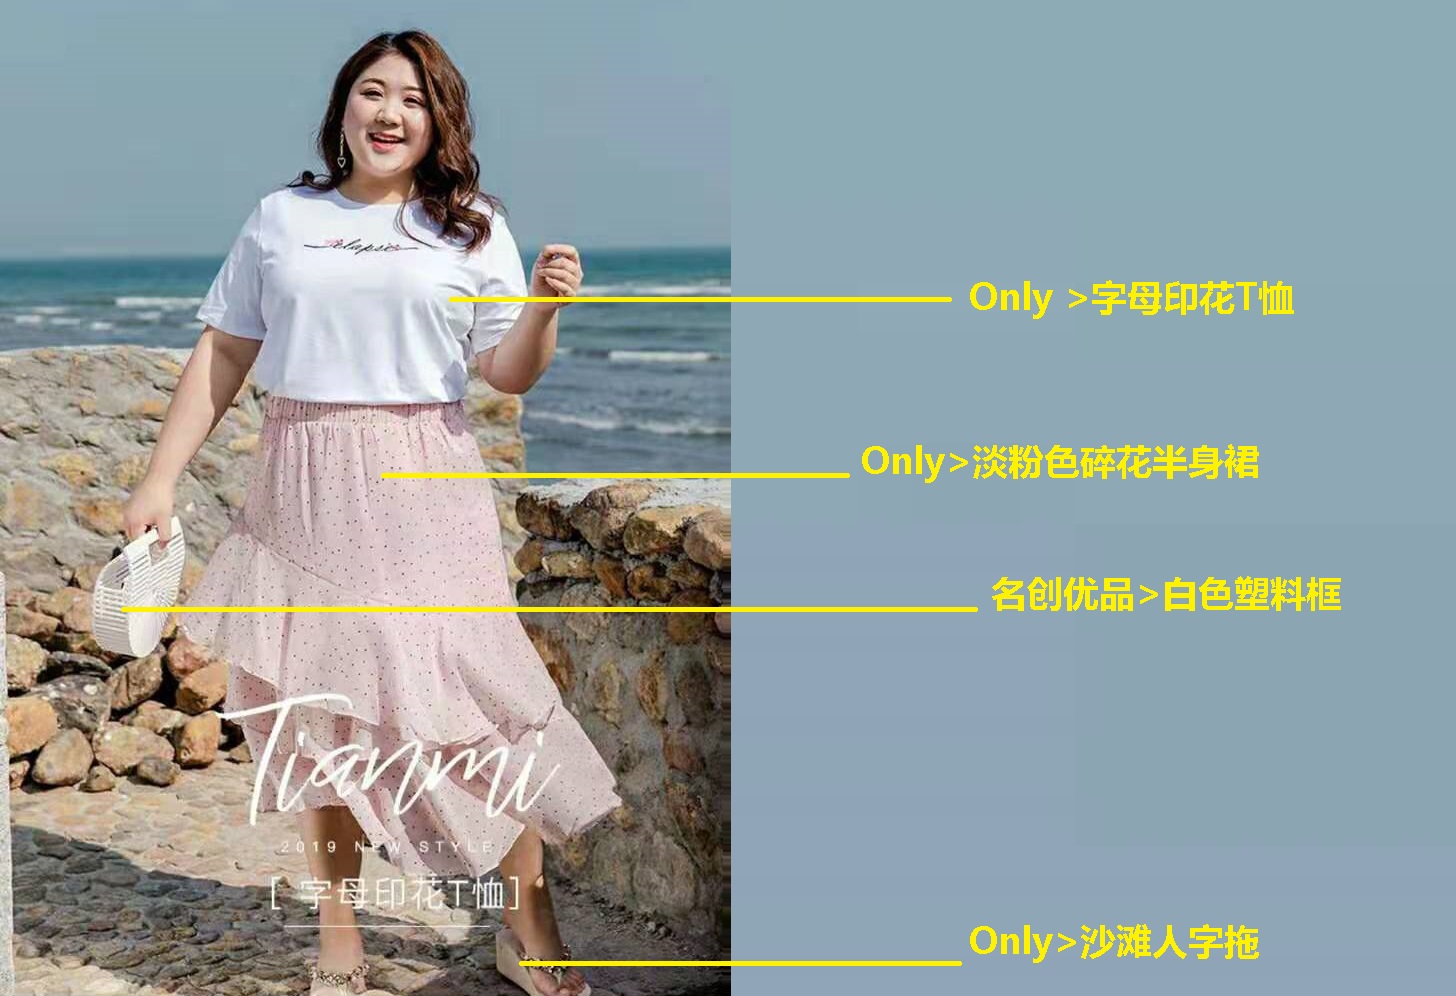 elapse
Only >字母印花T恤
Only>淡粉色碎花半身裙
名创优品>白色塑料框
Tianmi
2019 NEW STYLE
[ 字母印花T恤]
Only>沙滩人字拖